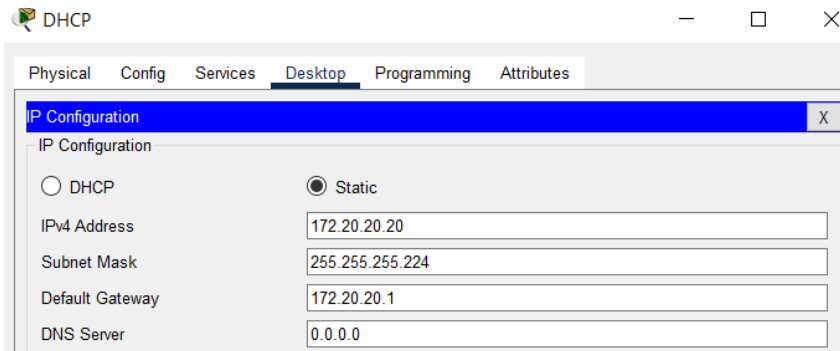 DHCP
Physical Config Services Desktop Programming Attributes
IP Configuration X
IP Configuration
DHCP Static
IPv4 Address 172.20.20.20
Subnet Mask 255.255.255.224
Default Gateway 172.20.20.1
DNS Server 0.0.0.0